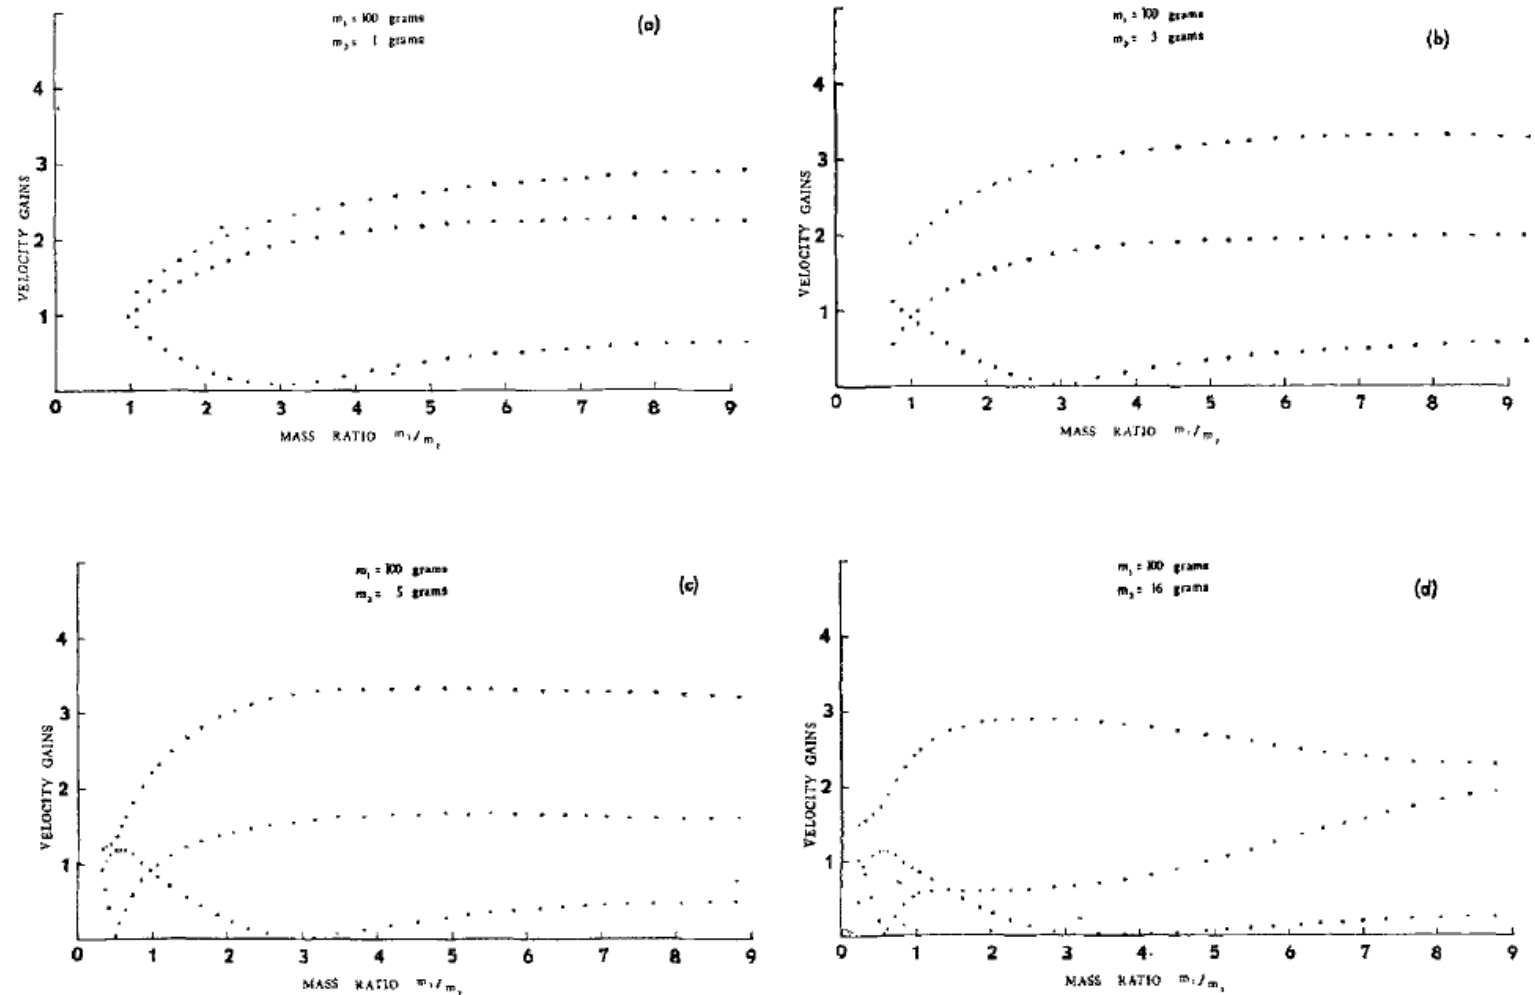 m₁ = 100 grams
m₃ = 1 grams
(a)
4
3
2
1
VELOCITY GAINS
0 1 2 3 4 5 6 7 8 9
MASS RATIO m₁/m₂
m₁ = 100 grams
m₃ = 3 grams
(b)
4
3
2
1
VELOCITY GAINS
0 1 2 3 4 5 6 7 8 9
MASS RATIO m₁/m₂
m₁ = 100 grams
m₃ = 5 grams
(c)
4
3
2
1
VELOCITY GAINS
0 1 2 3 4 5 6 7 8 9
MASS RATIO m₁/m₂
m₁ = 100 grams
m₃ = 16 grams
(d)
4
3
2
1
VELOCITY GAINS
0 1 2 3 4 5 6 7 8 9
MASS RATIO m₁/m₂